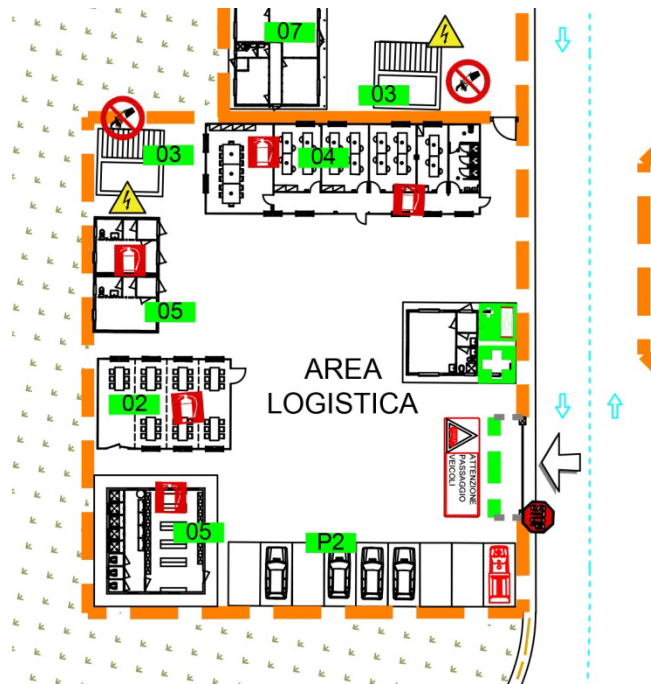 07
03
03
04
05
AREA
LOGISTICA
02
ATTENZIONE
PASSAGGIO
VEICOLI
STOP
05
P2